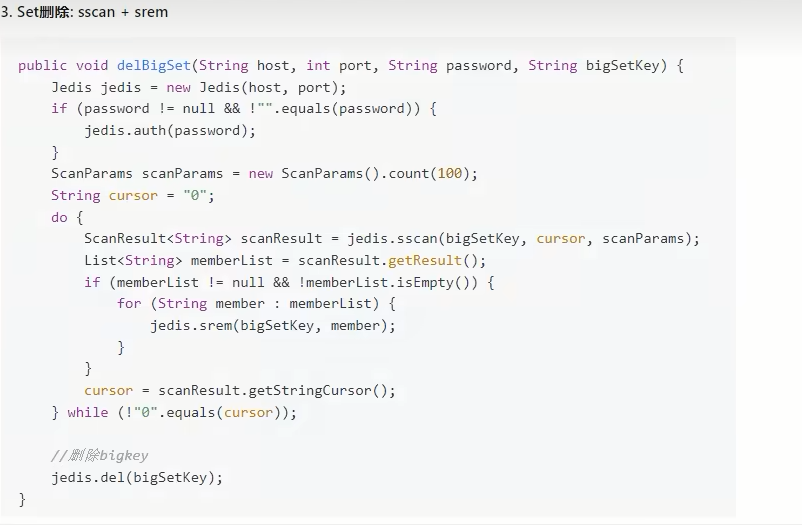 3. Set删除: sscan + srem
public void delBigSet(String host, int port, String password, String bigSetKey) {
    Jedis jedis = new Jedis(host, port);
    if (password != null && !"".equals(password)) {
        jedis.auth(password);
    }
    ScanParams scanParams = new ScanParams().count(100);
    String cursor = "0";
    do {
        ScanResult<String> scanResult = jedis.sscan(bigSetKey, cursor, scanParams);
        List<String> memberList = scanResult.getResult();
        if (memberList != null && !memberList.isEmpty()) {
            for (String member : memberList) {
                jedis.srem(bigSetKey, member);
            }
        }
        cursor = scanResult.getStringCursor();
    } while (!"0".equals(cursor));
    //删除bigkey
    jedis.del(bigSetKey);
}